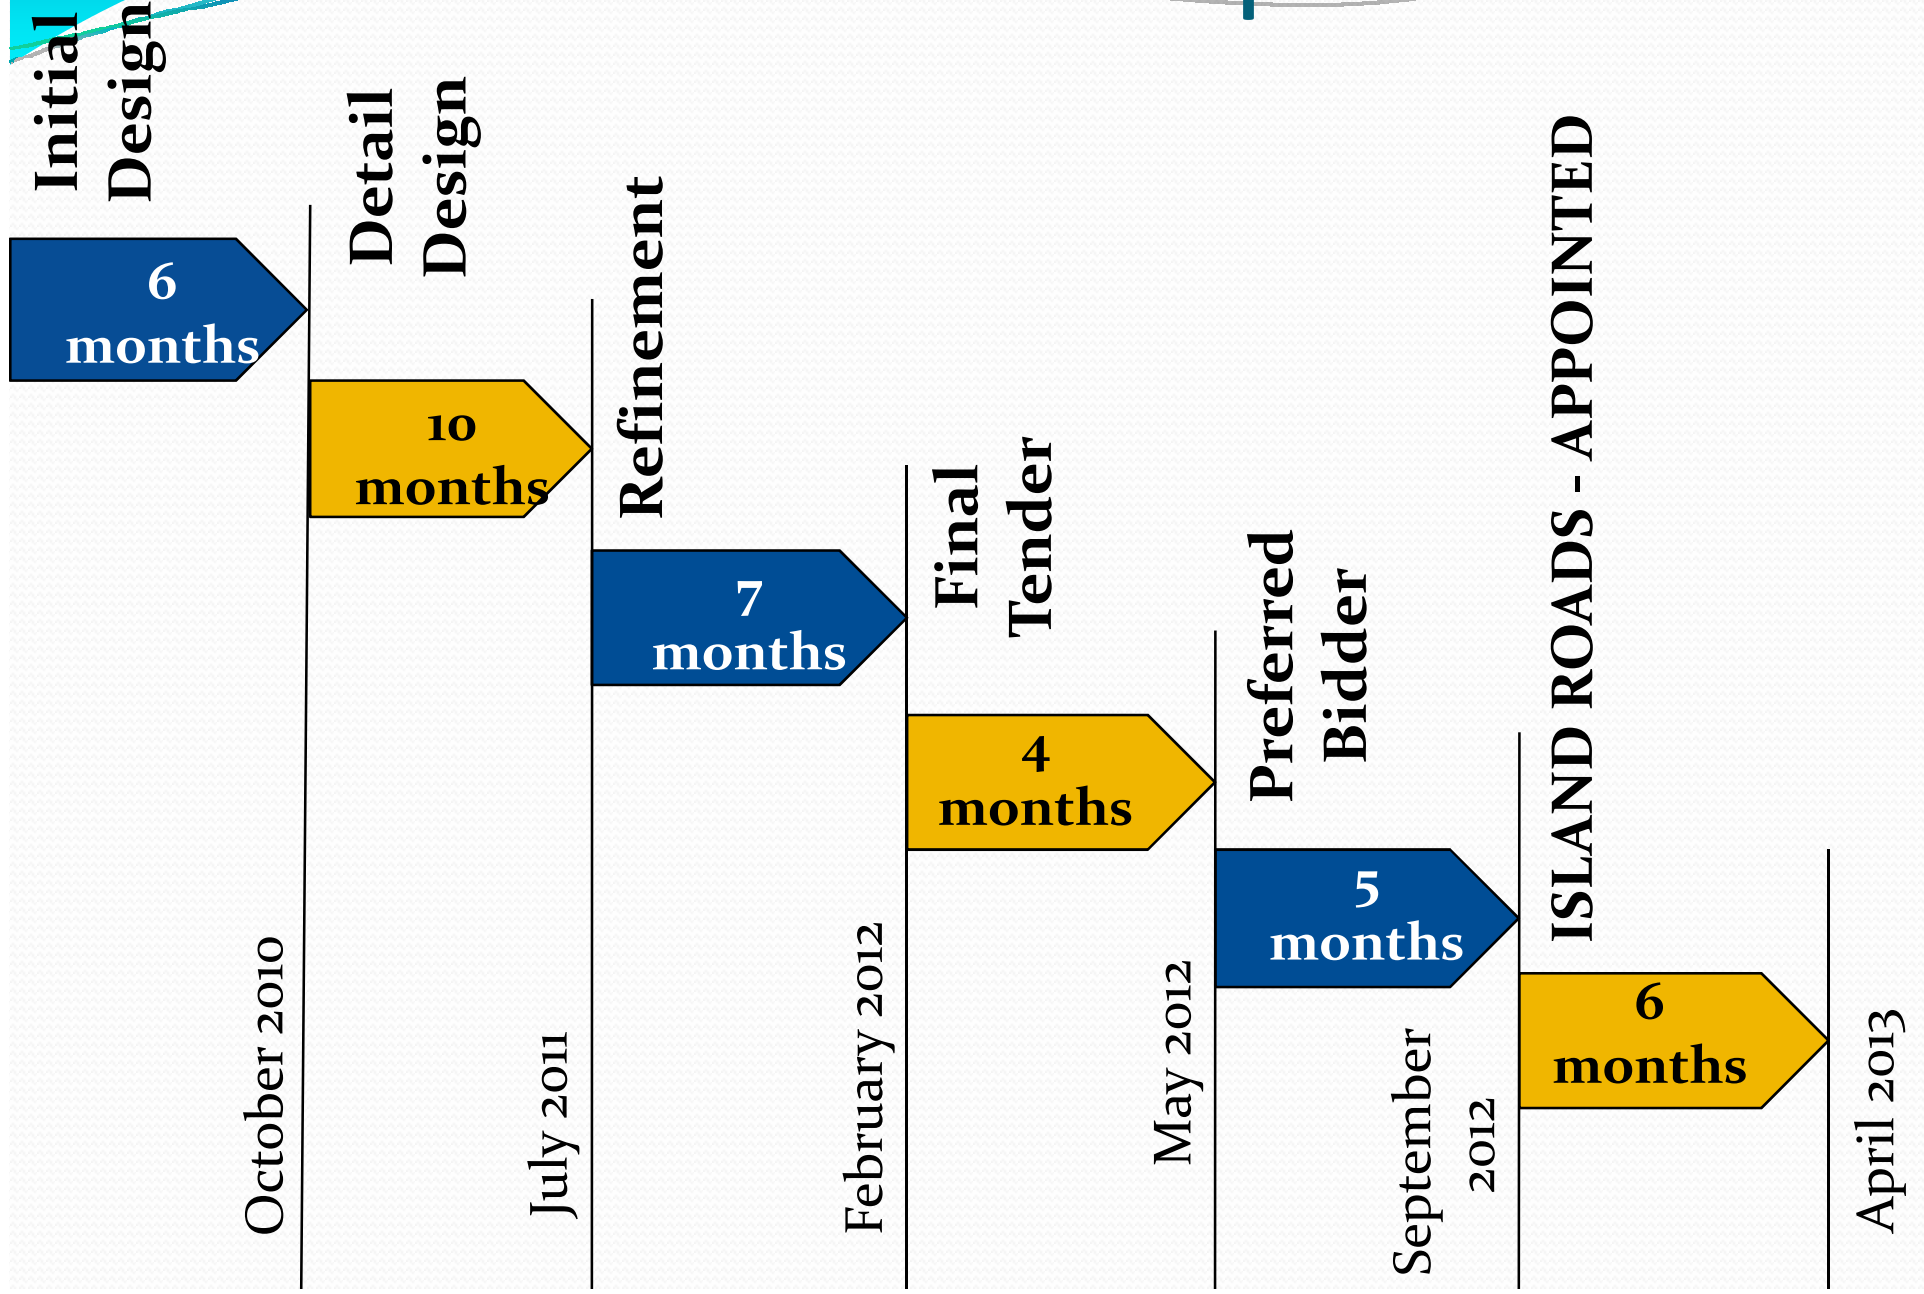 Initial
Design
6
months
Detail
Design
10
months
Refinement
7
months
Final
Tender
4
months
Preferred
Bidder
5
months
ISLAND ROADS - APPOINTED
6
months
October 2010
July 2011
February 2012
May 2012
September
2012
April 2013